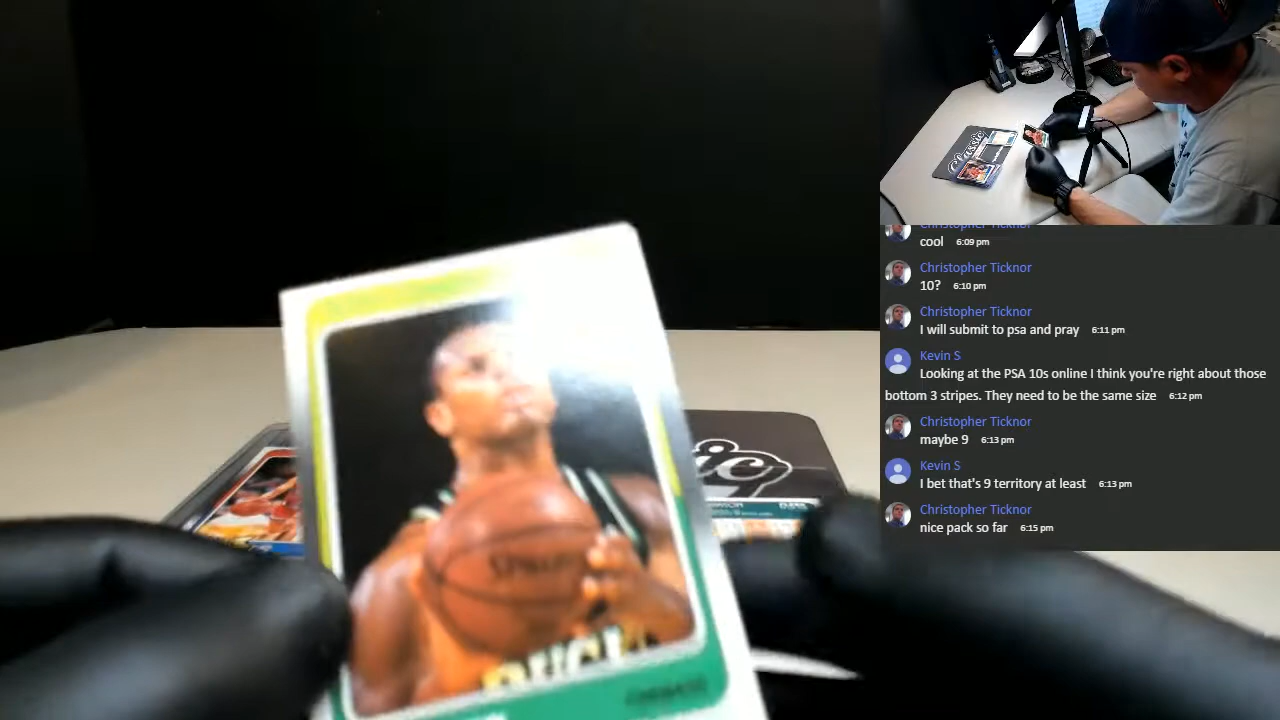 Christopher Ticknor
cool 6:09 pm
Christopher Ticknor
10? 6:10 pm
Christopher Ticknor
I will submit to psa and pray 6:11 pm
Kevin S
Looking at the PSA 10s online I think you're right about those
bottom 3 stripes. They need to be the same size 6:12 pm
Christopher Ticknor
maybe 9 6:13 pm
Kevin S
I bet that's 9 territory at least 6:13 pm
Christopher Ticknor
nice pack so far 6:15 pm
Classic